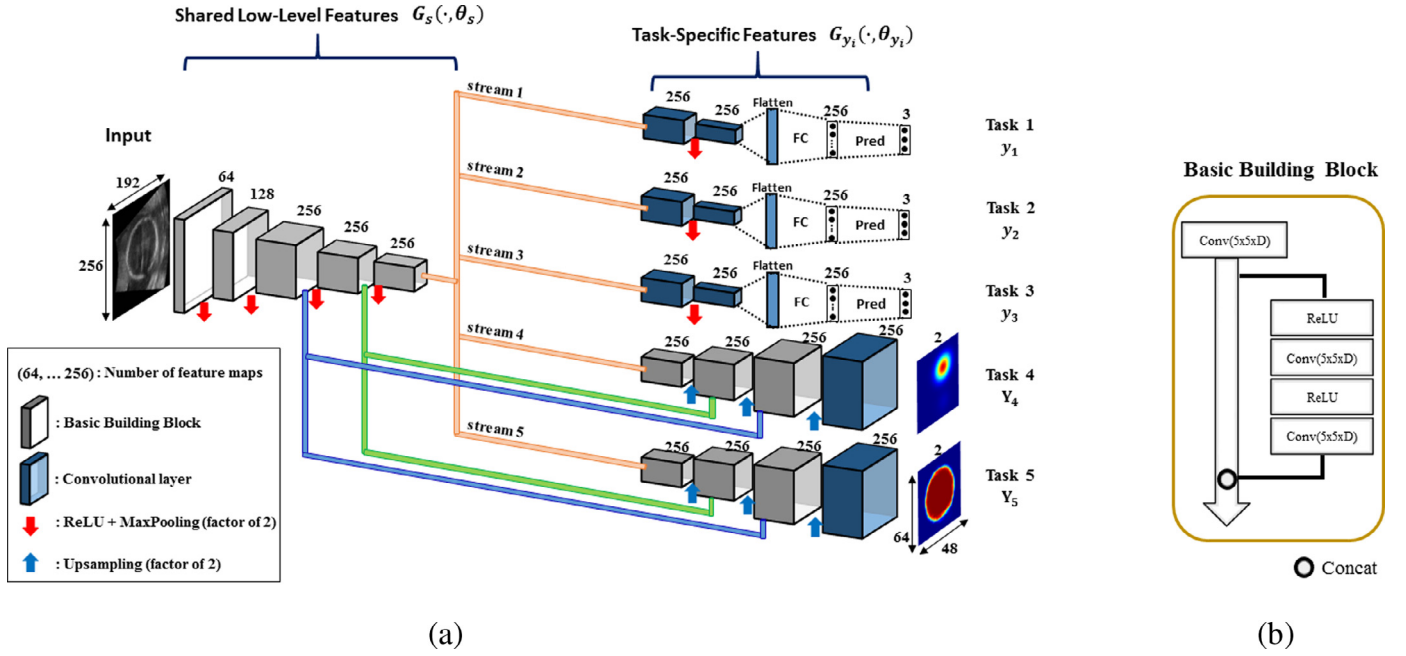 Shared Low-Level Features G_s(·,θ_s)
Task-Specific Features G_{y_i}(·,θ_{y_i})
Input
192
256
64
128
256
256
256
stream 1
256
256
Flatten
FC
256
Pred
3
Task 1
y_1
stream 2
256
256
Flatten
FC
256
Pred
3
Task 2
y_2
stream 3
256
256
Flatten
FC
256
Pred
3
Task 3
y_3
stream 4
256
256
256
256
2
Task 4
Y_4
stream 5
256
256
256
256
2
64
48
Task 5
Y_5
(64, ... 256) : Number of feature maps
: Basic Building Block
: Convolutional layer
: ReLU + MaxPooling (factor of 2)
: Upsampling (factor of 2)
(a)
Basic Building Block
Conv(5x5xD)
ReLU
Conv(5x5xD)
ReLU
Conv(5x5xD)
Concat
(b)